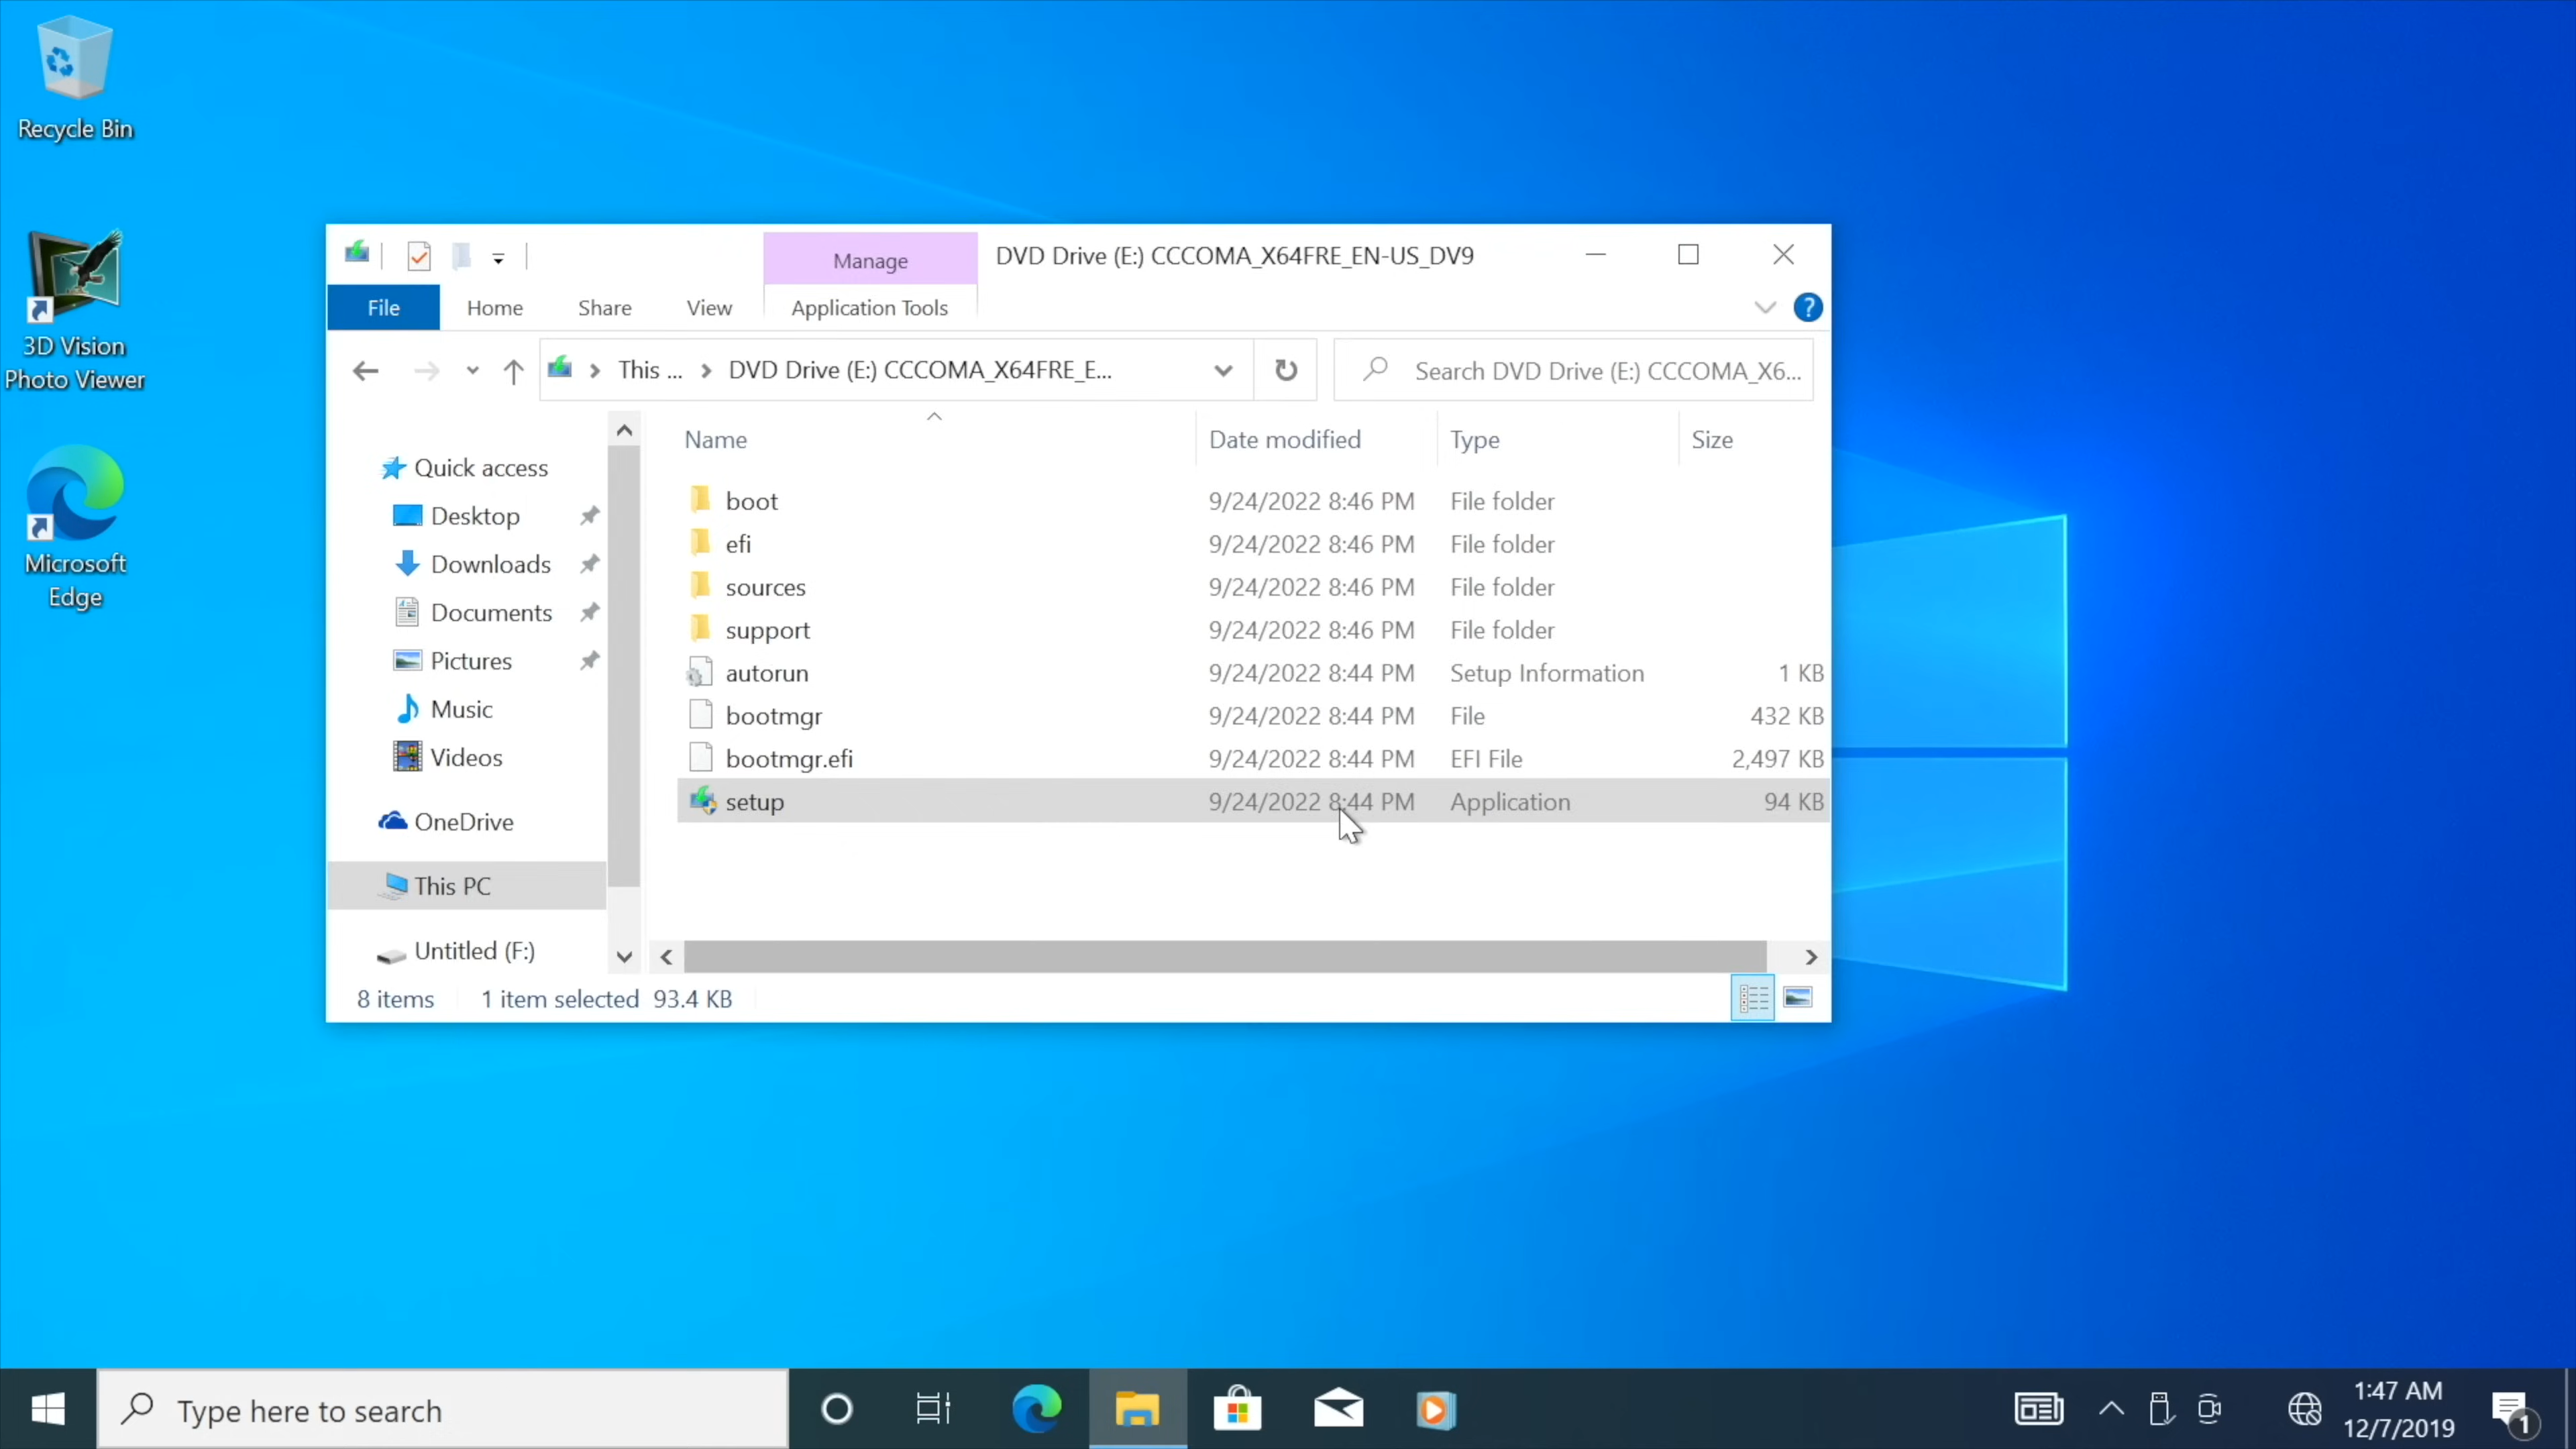 Recycle Bin
3D Vision
Photo Viewer
Microsoft
Edge
Manage
DVD Drive (E:) CCCOMA_X64FRE_EN-US_DV9
File
Home
Share
View
Application Tools
?
This ...
DVD Drive (E:) CCCOMA_X64FRE_E...
Search DVD Drive (E:) CCCOMA_X6...
Quick access
Desktop
Downloads
Documents
Pictures
Music
Videos
OneDrive
This PC
Untitled (F:)
Name Date modified Type Size
boot 9/24/2022 8:46 PM File folder
efi 9/24/2022 8:46 PM File folder
sources 9/24/2022 8:46 PM File folder
support 9/24/2022 8:46 PM File folder
autorun 9/24/2022 8:44 PM Setup Information 1 KB
bootmgr 9/24/2022 8:44 PM File 432 KB
bootmgr.efi 9/24/2022 8:44 PM EFI File 2,497 KB
setup 9/24/2022 8:44 PM Application 94 KB
8 items 1 item selected 93.4 KB
Type here to search
1:47 AM
12/7/2019
1